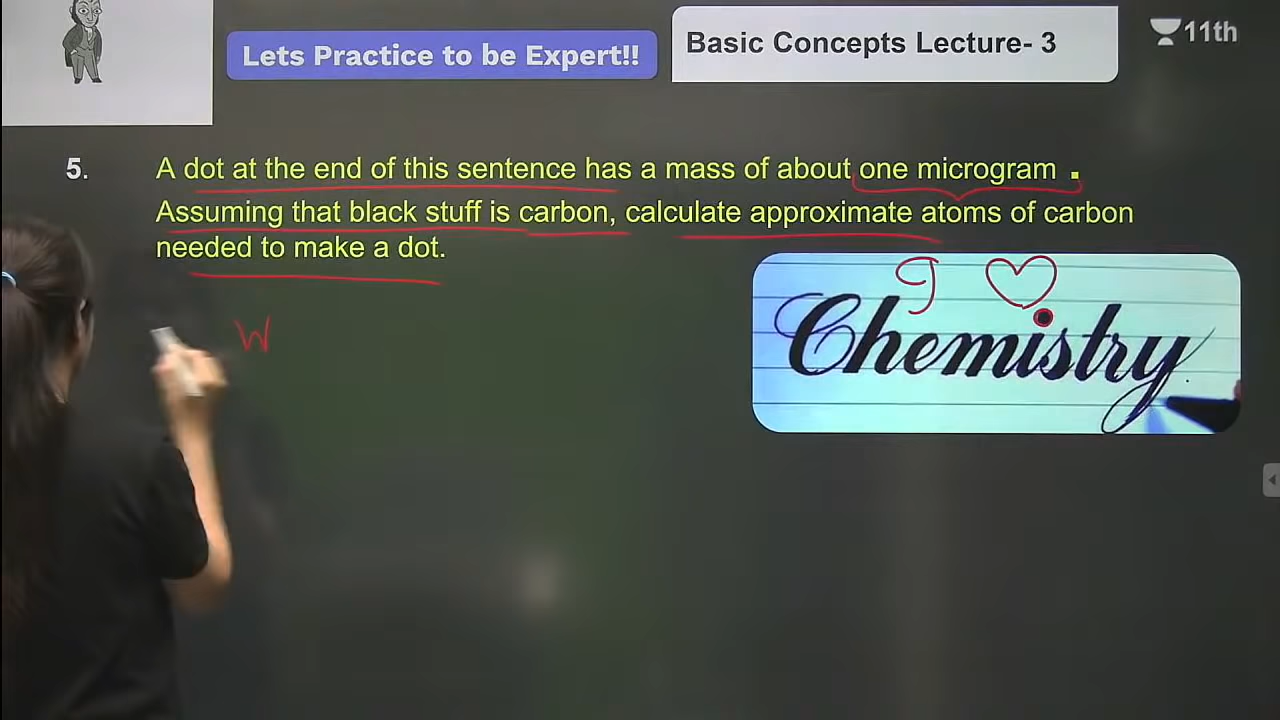 Lets Practice to be Expert!!
Basic Concepts Lecture- 3
11th
5. A dot at the end of this sentence has a mass of about one microgram .
Assuming that black stuff is carbon, calculate approximate atoms of carbon
needed to make a dot.
I
Chemistry
W